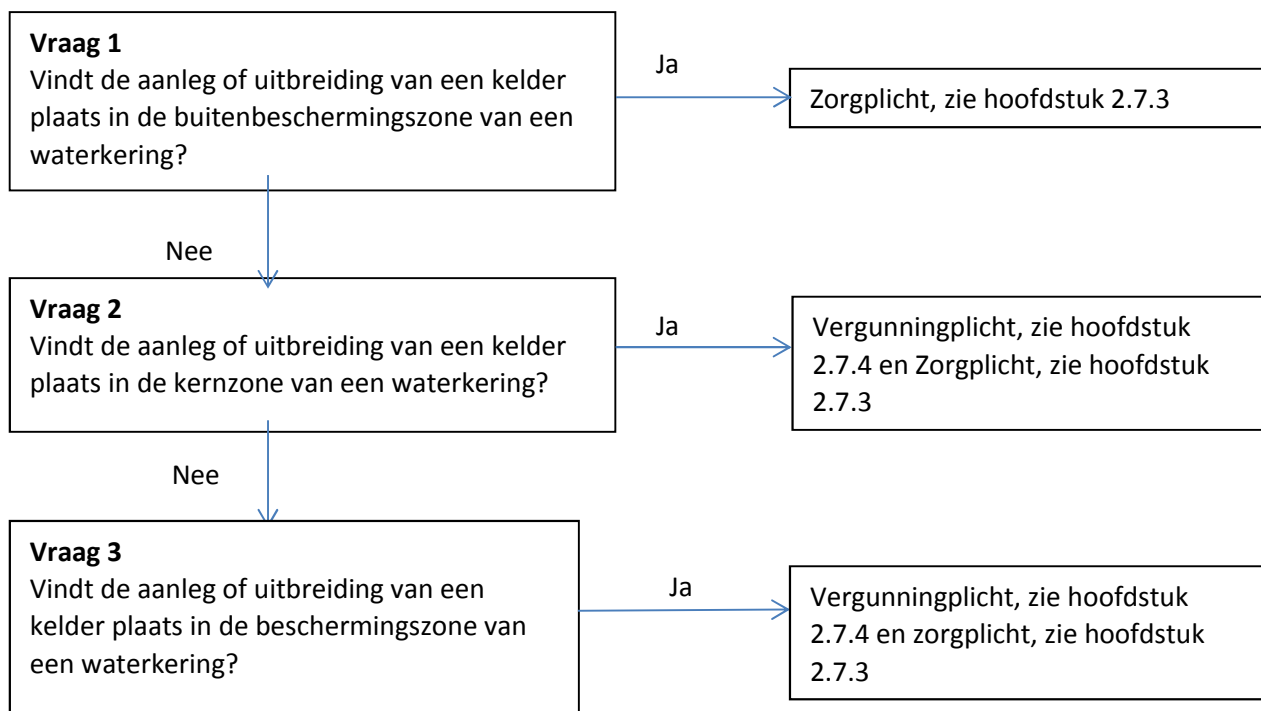 Vraag 1
Vindt de aanleg of uitbreiding van een kelder
plaats in de buitenbeschermingszone van een
waterkering?
Ja
Zorgplicht, zie hoofdstuk 2.7.3
Nee
Vraag 2
Vindt de aanleg of uitbreiding van een kelder
plaats in de kernzone van een waterkering?
Ja
Vergunningplicht, zie hoofdstuk
2.7.4 en Zorgplicht, zie hoofdstuk
2.7.3
Nee
Vraag 3
Vindt de aanleg of uitbreiding van een
kelder plaats in de beschermingszone van
een waterkering?
Ja
Vergunningplicht, zie hoofdstuk
2.7.4 en zorgplicht, zie hoofdstuk
2.7.3